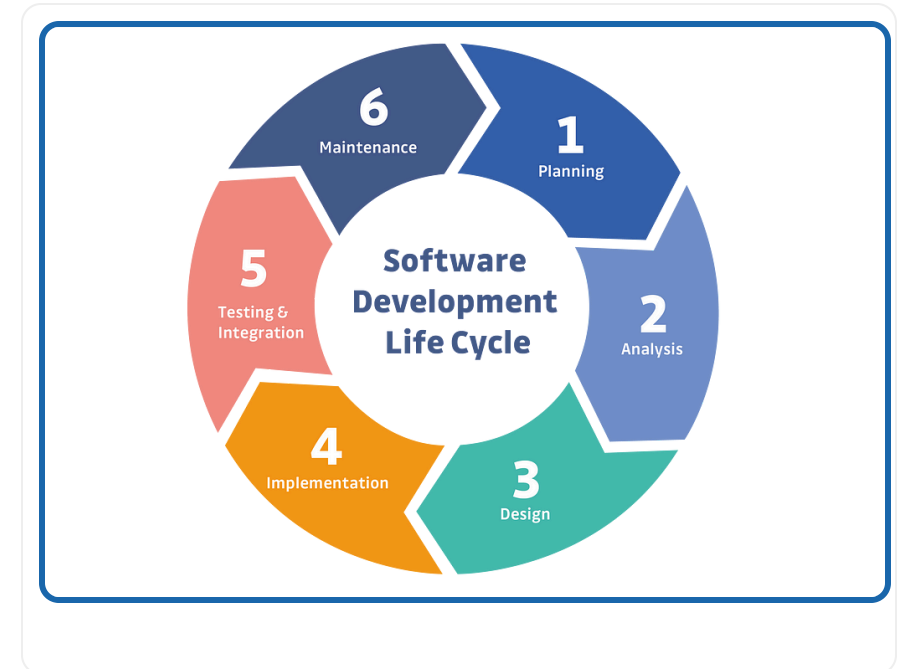 Software
Development
Life Cycle
1
Planning
2
Analysis
3
Design
4
Implementation
5
Testing &
Integration
6
Maintenance